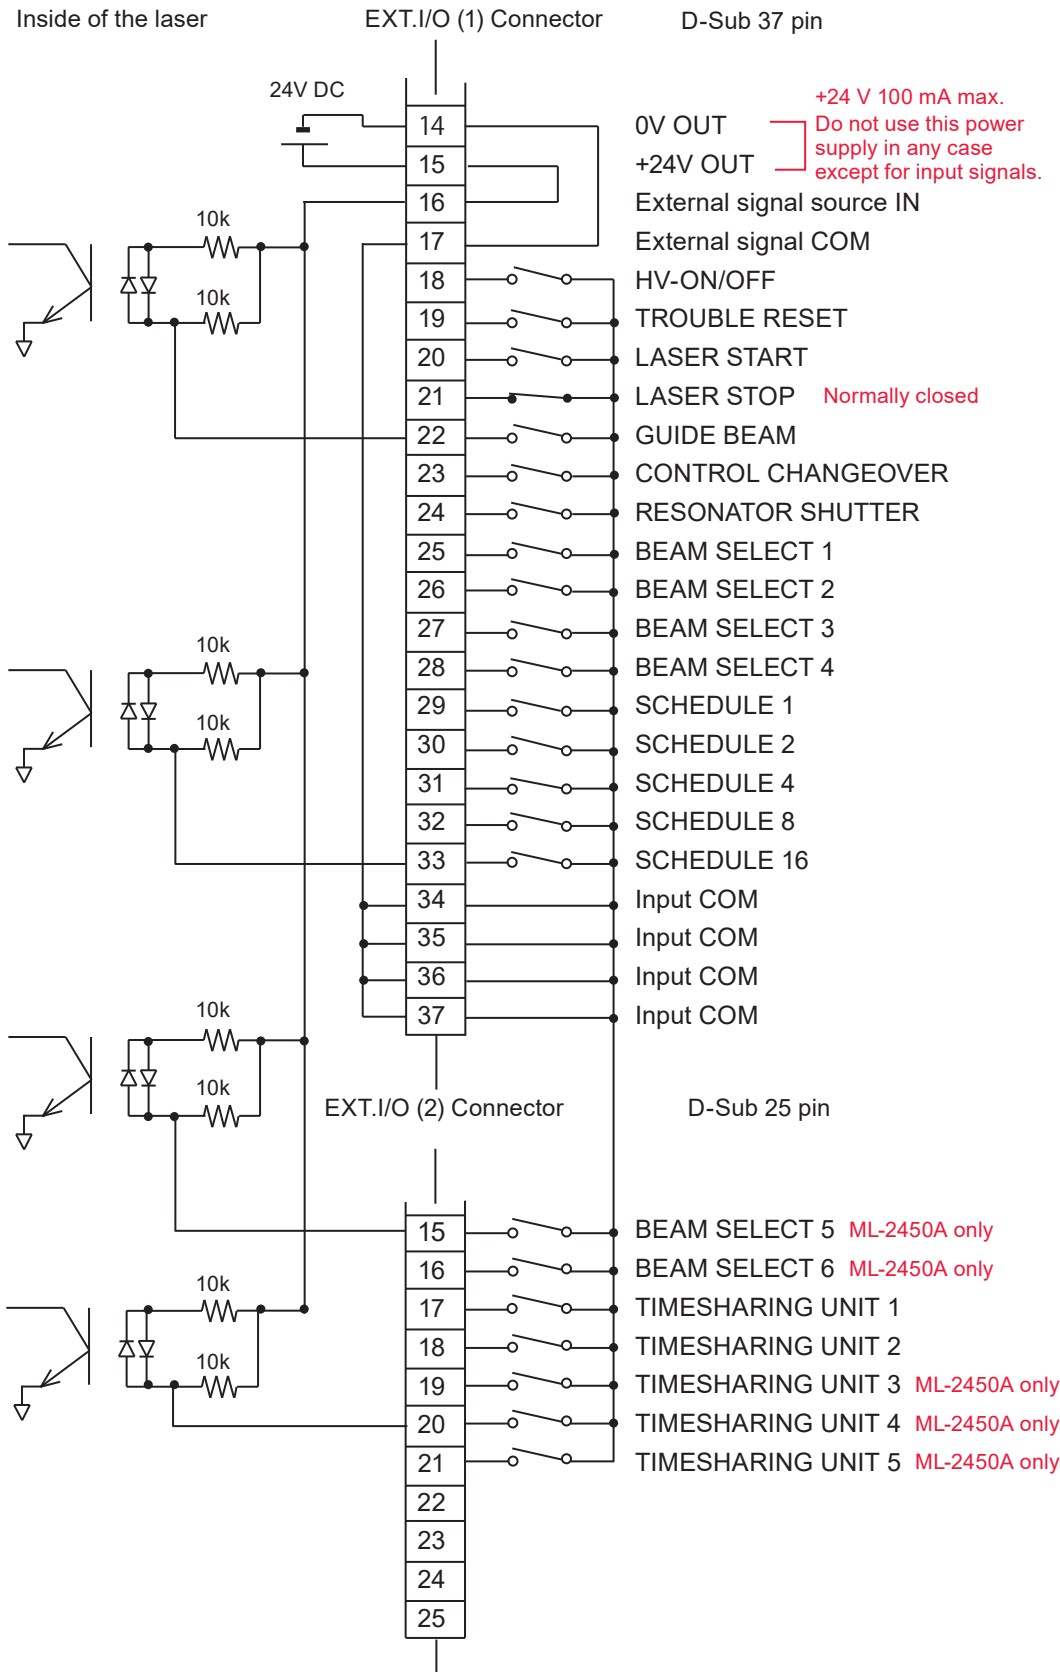 Inside of the laser
EXT.I/O (1) Connector
D-Sub 37 pin
24V DC
+24 V 100 mA max.
Do not use this power
supply in any case
except for input signals.
14 0V OUT
15 +24V OUT
16 External signal source IN
17 External signal COM
10k
18 HV-ON/OFF
10k
19 TROUBLE RESET
20 LASER START
21 LASER STOP Normally closed
22 GUIDE BEAM
23 CONTROL CHANGEOVER
24 RESONATOR SHUTTER
25 BEAM SELECT 1
26 BEAM SELECT 2
27 BEAM SELECT 3
10k
28 BEAM SELECT 4
29 SCHEDULE 1
10k
30 SCHEDULE 2
31 SCHEDULE 4
32 SCHEDULE 8
33 SCHEDULE 16
34 Input COM
35 Input COM
36 Input COM
10k
37 Input COM
10k
EXT.I/O (2) Connector
D-Sub 25 pin
15 BEAM SELECT 5 ML-2450A only
16 BEAM SELECT 6 ML-2450A only
10k
17 TIMESHARING UNIT 1
18 TIMESHARING UNIT 2
10k
19 TIMESHARING UNIT 3 ML-2450A only
20 TIMESHARING UNIT 4 ML-2450A only
21 TIMESHARING UNIT 5 ML-2450A only
22
23
24
25